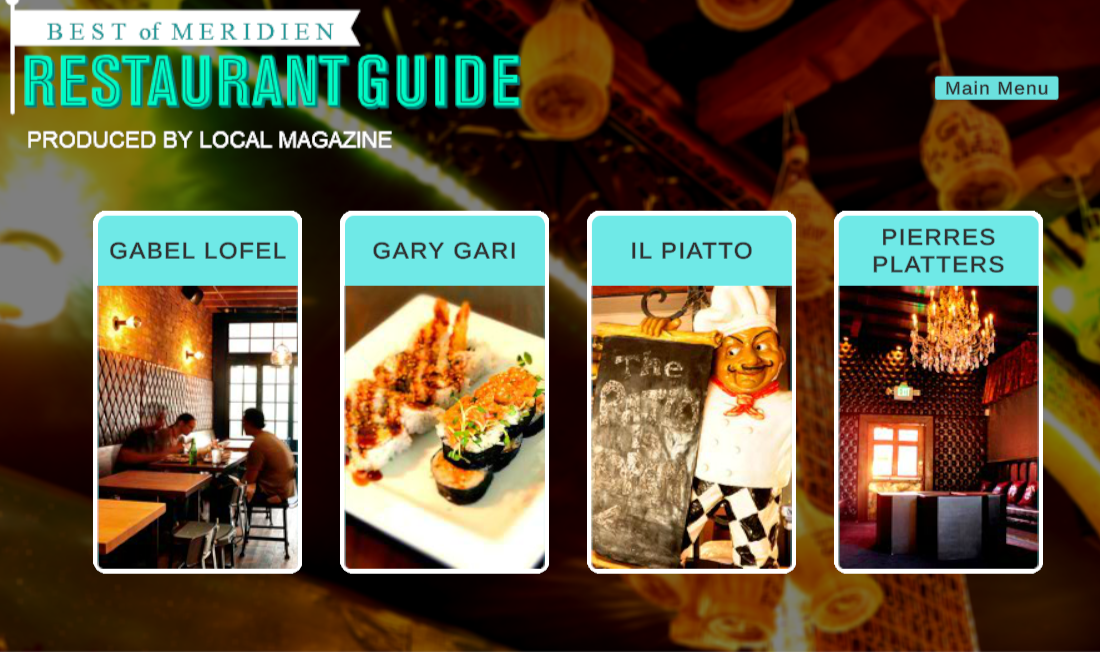 BEST of MERIDIEN
RESTAURANT GUIDE
PRODUCED BY LOCAL MAGAZINE
Main Menu
GABEL LOFEL
GARY GARI
IL PIATTO
PIERRES
PLATTERS
The
EXIT